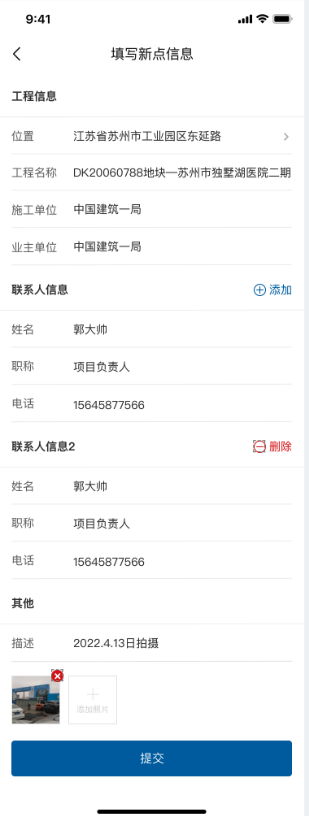 9:41
填写新点信息
工程信息
位置 江苏省苏州市工业园区东延路
工程名称 DK20060788地块—苏州市独墅湖医院二期
施工单位 中国建筑一局
业主单位 中国建筑一局
联系人信息 添加
姓名 郭大帅
职称 项目负责人
电话 15645877566
联系人信息2 删除
姓名 郭大帅
职称 项目负责人
电话 15645877566
其他
描述 2022.4.13日拍摄
添加照片
提交